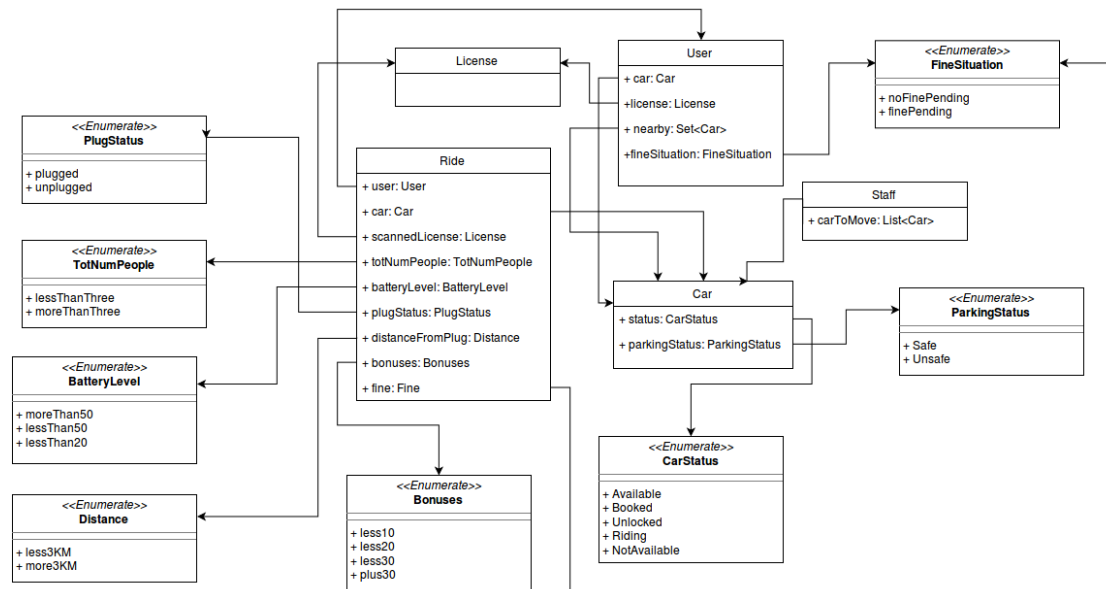 License
User
+ car: Car
+license: License
+ nearby: Set<Car>
+fineSituation: FineSituation
<<Enumerate>>
FineSituation
+ noFinePending
+ finePending
<<Enumerate>>
PlugStatus
+ plugged
+ unplugged
Ride
+ user: User
+ car: Car
+ scannedLicense: License
+ totNumPeople: TotNumPeople
+ batteryLevel: BatteryLevel
+ plugStatus: PlugStatus
+ distanceFromPlug: Distance
+ bonuses: Bonuses
+ fine: Fine
Staff
+ carToMove: List<Car>
<<Enumerate>>
TotNumPeople
+ lessThanThree
+ moreThanThree
Car
+ status: CarStatus
+ parkingStatus: ParkingStatus
<<Enumerate>>
ParkingStatus
+ Safe
+ Unsafe
<<Enumerate>>
BatteryLevel
+ moreThan50
+ lessThan50
+ lessThan20
<<Enumerate>>
CarStatus
+ Available
+ Booked
+ Unlocked
+ Riding
+ NotAvailable
<<Enumerate>>
Bonuses
+ less10
+ less20
+ less30
+ plus30
<<Enumerate>>
Distance
+ less3KM
+ more3KM